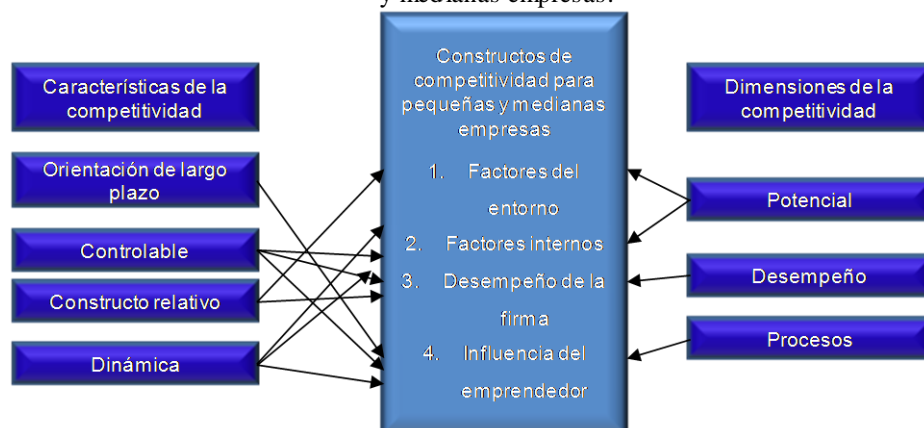 y medianas empresas.
Características de la
competitividad
Orientación de largo
plazo
Controlable
Constructo relativo
Dinámica
Constructos de
competitividad para
pequeñas y medianas
empresas
1. Factores del
entorno
2. Factores internos
3. Desempeño de la
firma
4. Influencia del
emprendedor
Dimensiones de la
competitividad
Potencial
Desempeño
Procesos